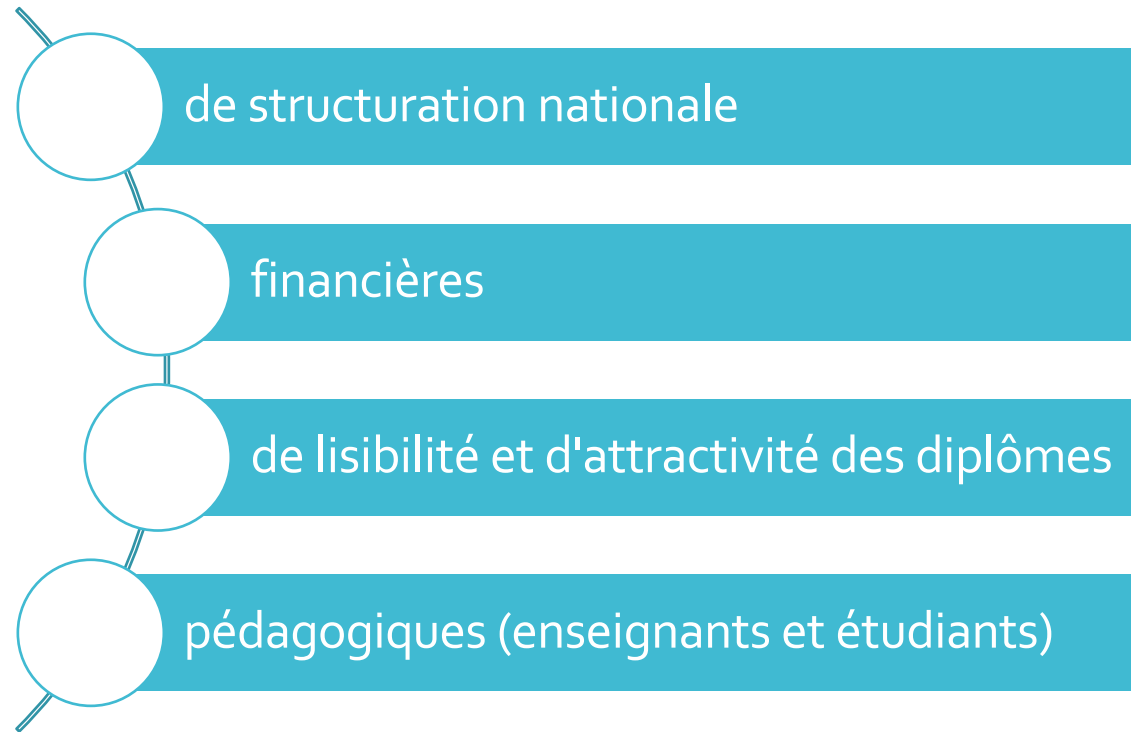 de structuration nationale
financières
de lisibilité et d'attractivité des diplômes
pédagogiques (enseignants et étudiants)